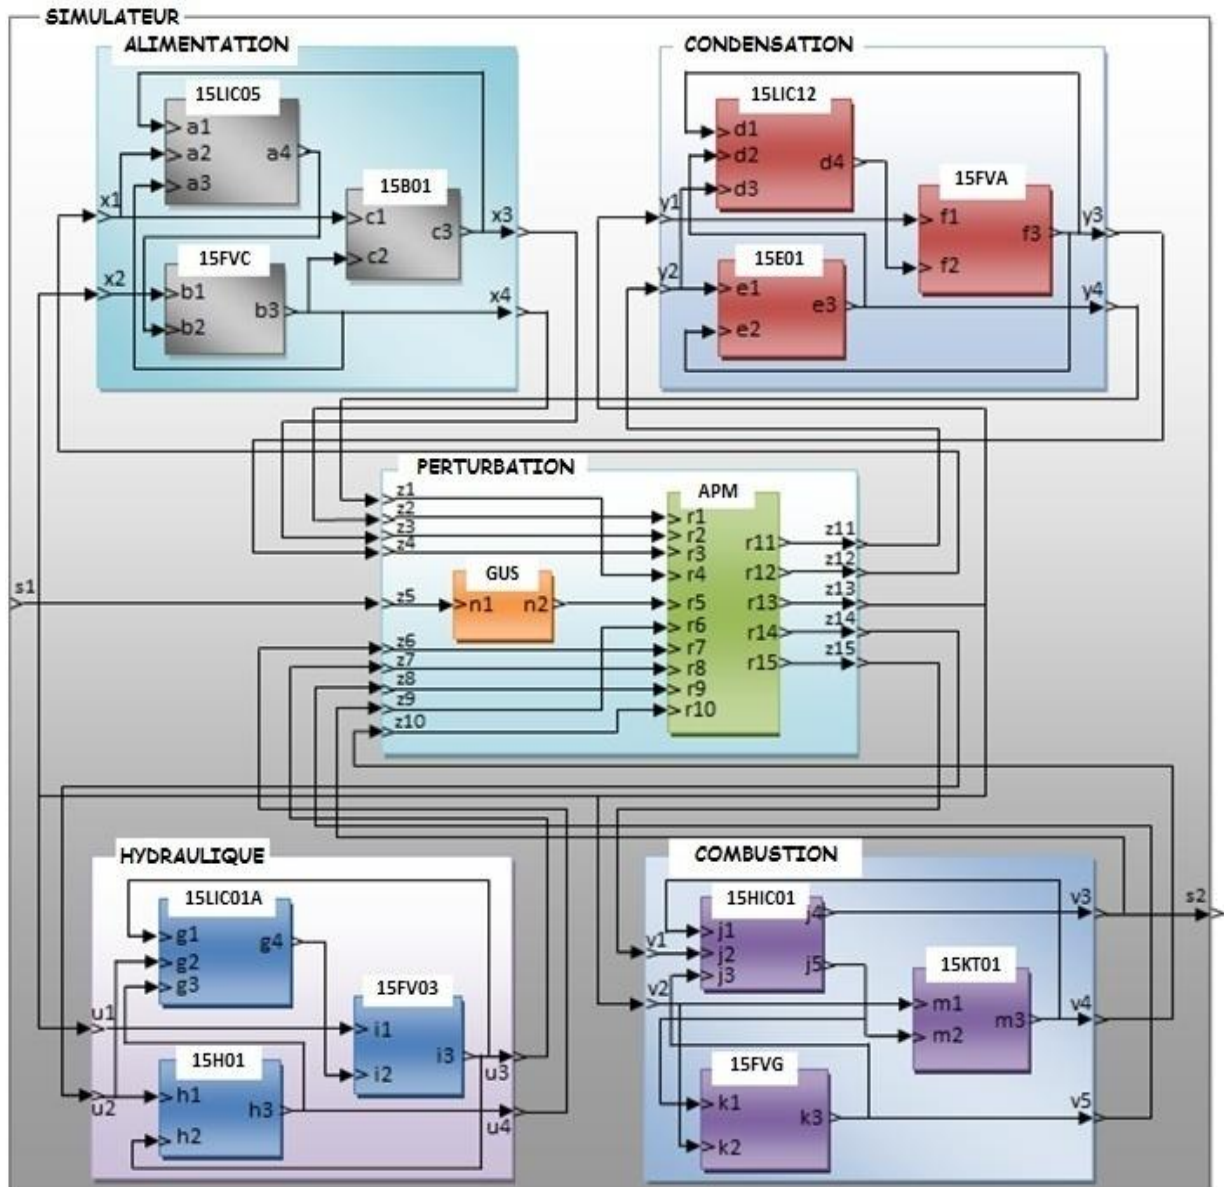 SIMULATEUR
ALIMENTATION
15LIC05
a1
a2
a3
a4
x1
x2
15FVC
b1
b2
b3
15B01
c1
c2
c3
x3
x4
CONDENSATION
15LIC12
d1
d2
d3
d4
y1
y2
15E01
e1
e2
e3
15FVA
f1
f2
f3
y3
y4
PERTURBATION
z1
z2
z3
z4
z5
z6
z7
z8
z9
z10
GUS
n1 n2
APM
r1
r2
r3
r4
r5
r6
r7
r8
r9
r10
r11
r12
r13
r14
r15
z11
z12
z13
z14
z15
s1
HYDRAULIQUE
15LIC01A
g1
g2
g3
g4
u1
u2
15H01
h1
h2
h3
15FV03
i1
i2
i3
u3
u4
COMBUSTION
15HIC01
j1
j2
j3
j4
j5
v1
v2
15FVG
k1
k2
k3
15KT01
m1
m2
m3
v3
v4
v5
s2